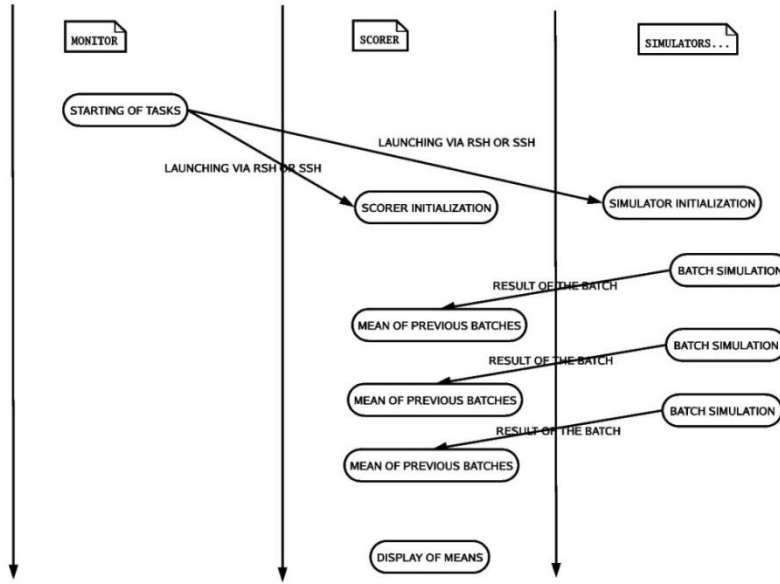 MONITOR
SCORER
SIMULATORS...
STARTING OF TASKS
LAUNCHING VIA RSH OR SSH
LAUNCHING VIA RSH OR SSH
SCORER INITIALIZATION
SIMULATOR INITIALIZATION
BATCH SIMULATION
RESULT OF THE BATCH
MEAN OF PREVIOUS BATCHES
BATCH SIMULATION
RESULT OF THE BATCH
MEAN OF PREVIOUS BATCHES
BATCH SIMULATION
RESULT OF THE BATCH
MEAN OF PREVIOUS BATCHES
DISPLAY OF MEANS